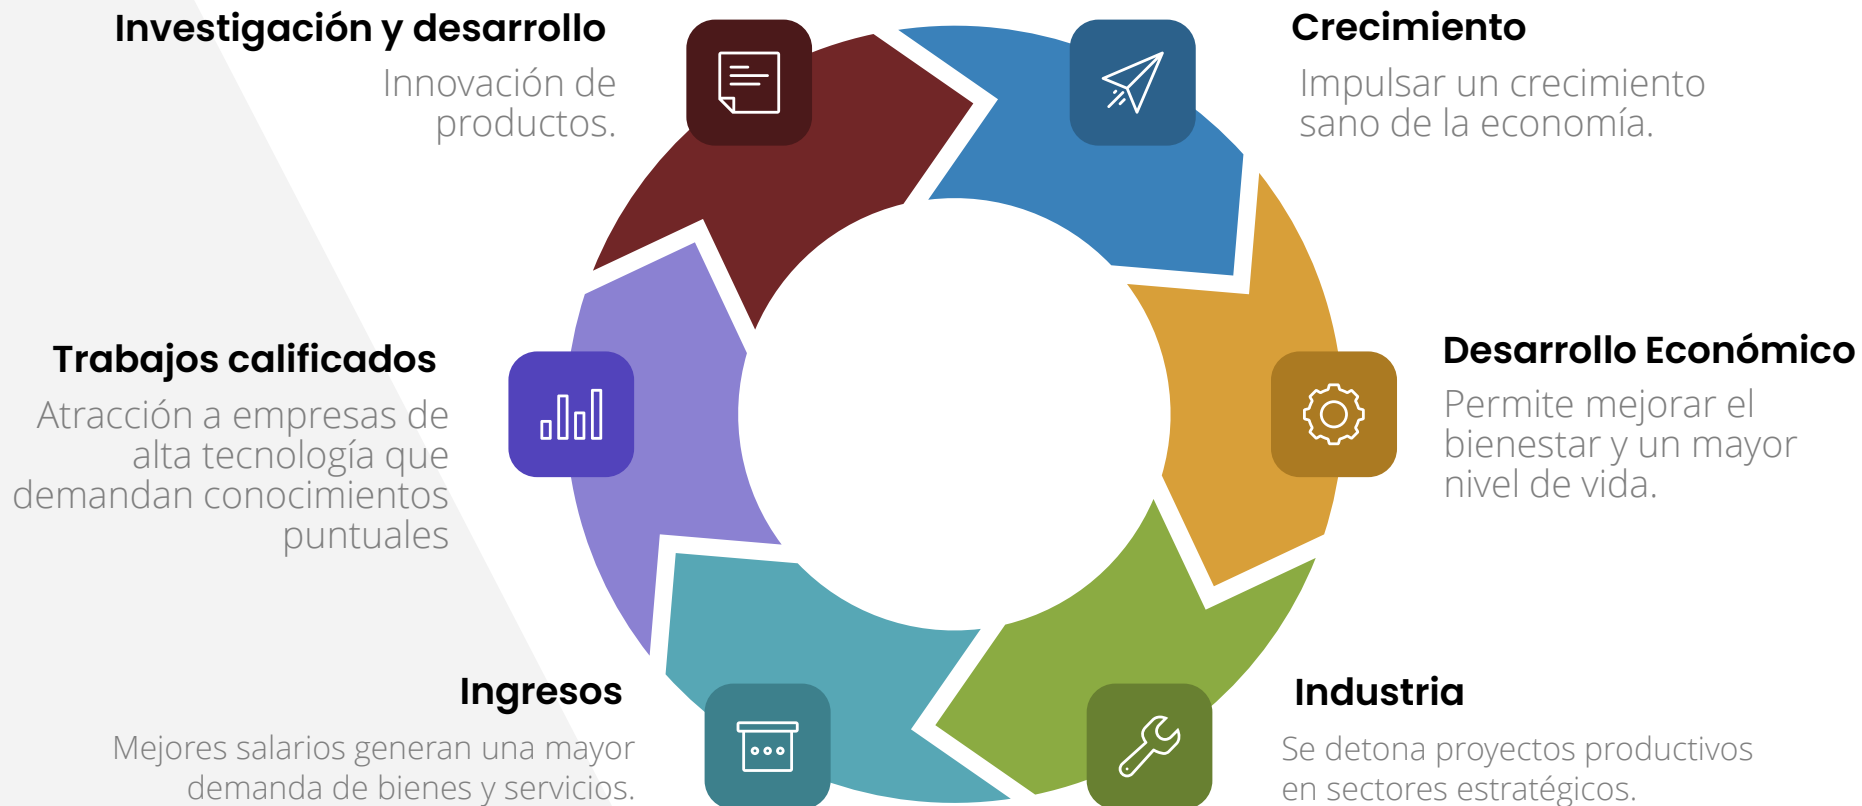 Investigación y desarrollo
Innovación de
productos.
Crecimiento
Impulsar un crecimiento
sano de la economía.
Trabajos calificados
Atracción a empresas de
alta tecnología que
demandan conocimientos
puntuales
Desarrollo Económico
Permite mejorar el
bienestar y un mayor
nivel de vida.
Ingresos
Mejores salarios generan una mayor
demanda de bienes y servicios.
Industria
Se detona proyectos productivos
en sectores estratégicos.